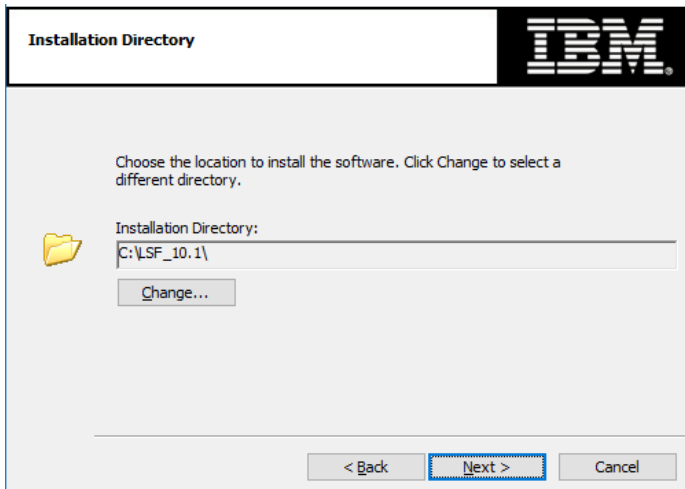 Installation Directory
IBM®
Choose the location to install the software. Click Change to select a
different directory.
Installation Directory:
C:\LSF_10.1\
Change...
< Back
Next >
Cancel